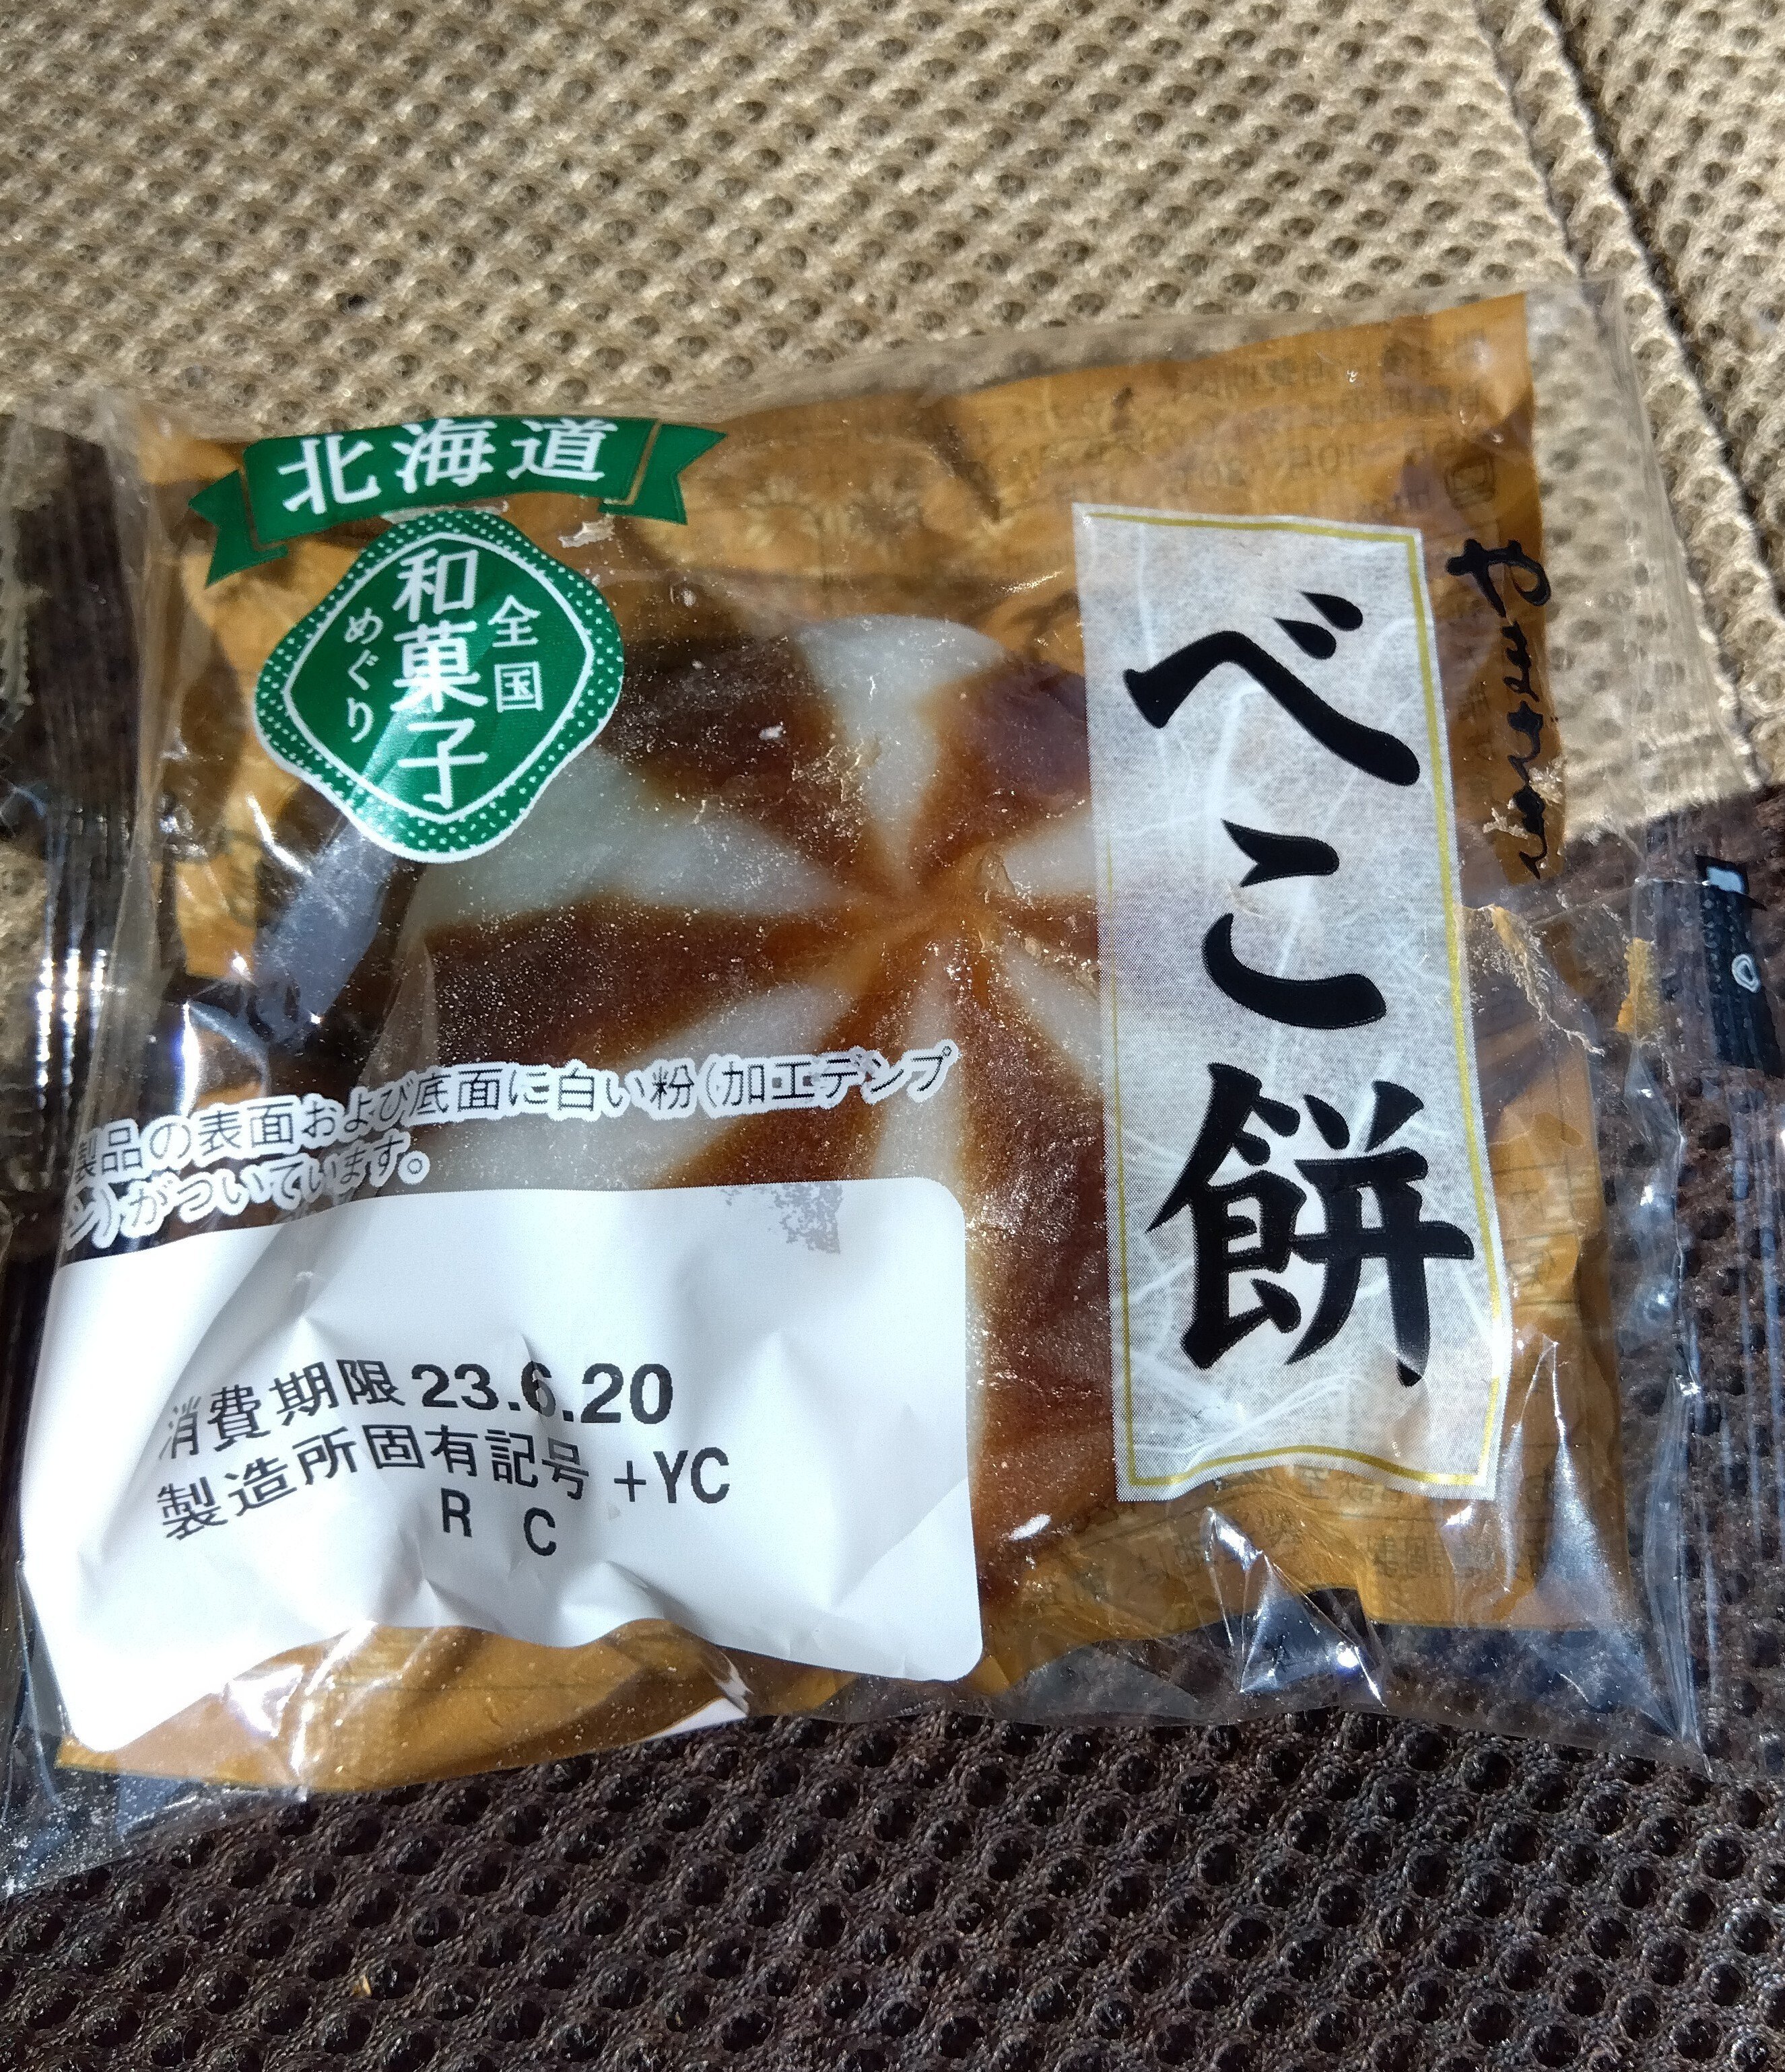 北海道
全国
和菓子
めぐり
べこ餅
製品の表面および底面に白い粉(加工デンプ
ン)がついています。
消費期限 23.6.20
製造所固有記号 +YC
R C